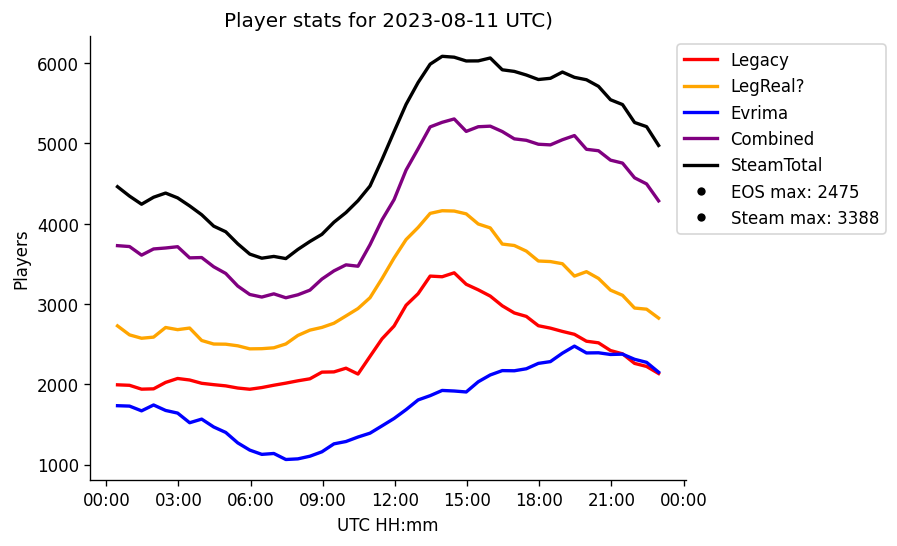 Player stats for 2023-08-11 UTC)
6000
5000
4000
3000
2000
1000
Players
00:00 03:00 06:00 09:00 12:00 15:00 18:00 21:00 00:00
UTC HH:mm
Legacy
LegReal?
Evrima
Combined
SteamTotal
EOS max: 2475
Steam max: 3388